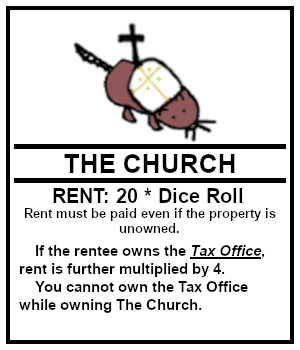 THE CHURCH
RENT: 20 * Dice Roll
Rent must be paid even if the property is
unowned.
If the rentee owns the Tax Office,
rent is further multiplied by 4.
You cannot own the Tax Office
while owning The Church.